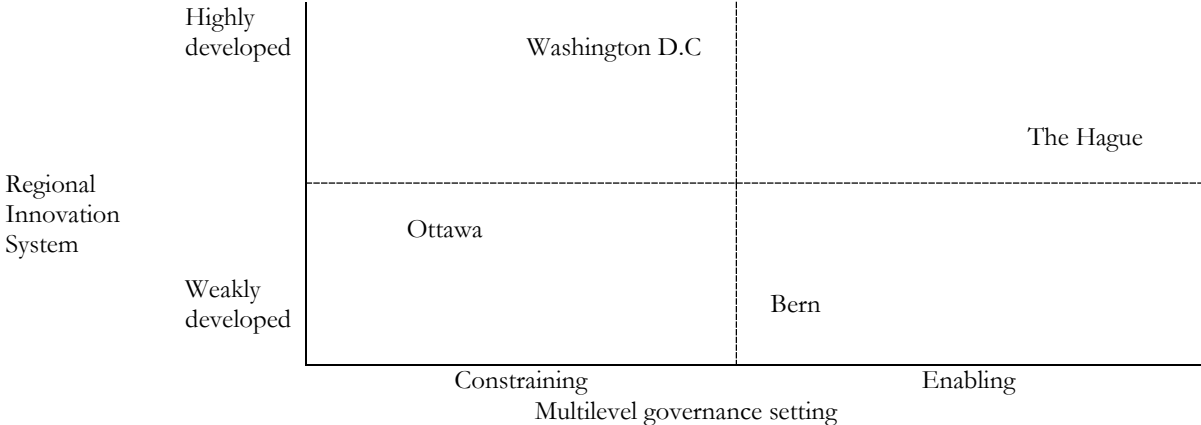 Highly
developed
Washington D.C
The Hague
Regional
Innovation
System
Ottawa
Weakly
developed
Bern
Constraining
Enabling
Multilevel governance setting